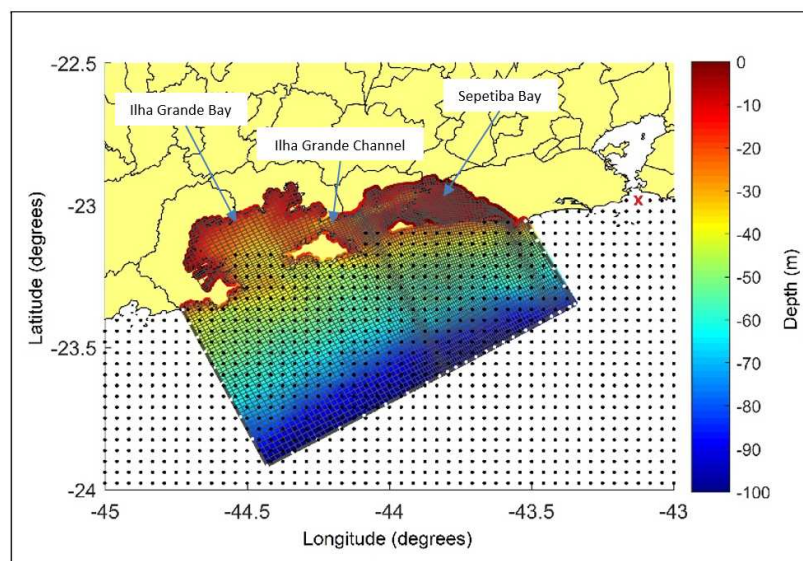 -22.5
-23
-23.5
-24
Latitude (degrees)
Ilha Grande Bay
Ilha Grande Channel
Sepetiba Bay
x
-45
-44.5
-44
-43.5
-43
Longitude (degrees)
0
-10
-20
-30
-40
-50
-60
-70
-80
-90
-100
Depth (m)